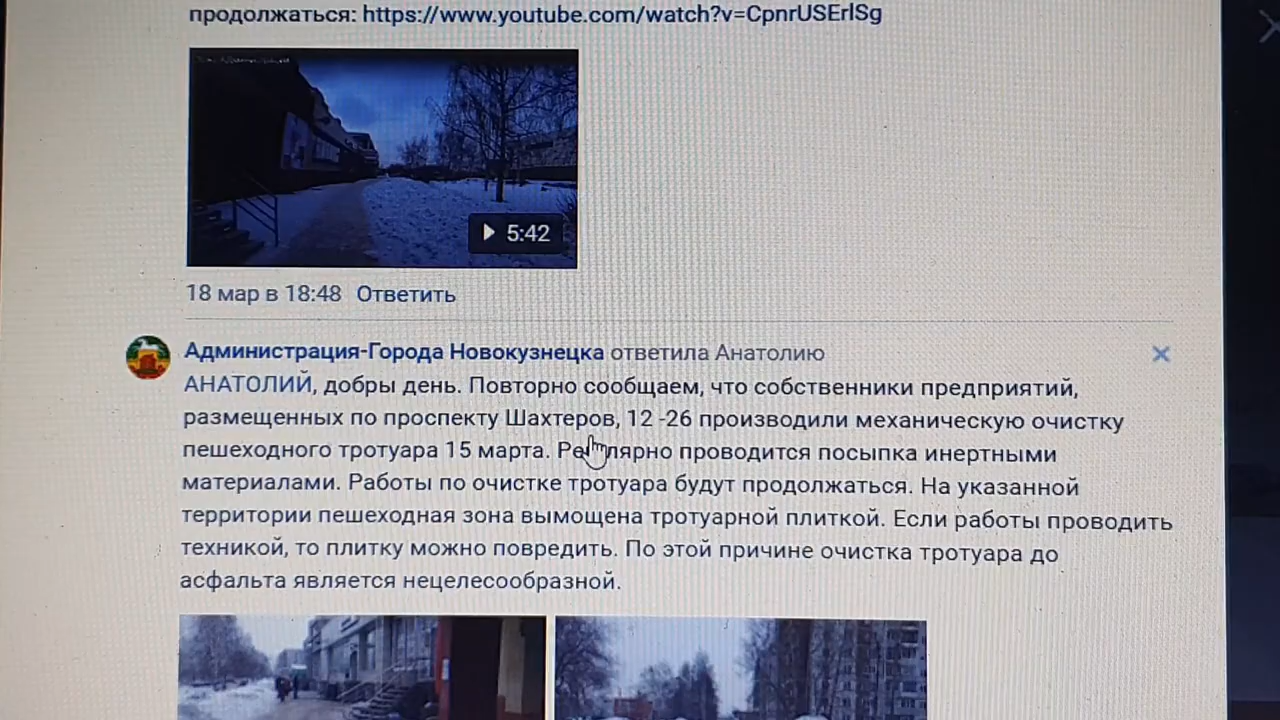 продолжаться: https://www.youtube.com/watch?v=CpnrUSErlSg
5:42
18 мар в 18:48 Ответить
Администрация-Города Новокузнецка ответила Анатолию
АНАТОЛИЙ, добры день. Повторно сообщаем, что собственники предприятий,
размещенных по проспекту Шахтеров, 12 -26 производили механическую очистку
пешеходного тротуара 15 марта. Регулярно проводится посыпка инертными
материалами. Работы по очистке тротуара будут продолжаться. На указанной
территории пешеходная зона вымощена тротуарной плиткой. Если работы проводить
техникой, то плитку можно повредить. По этой причине очистка тротуара до
асфальта является нецелесообразной.